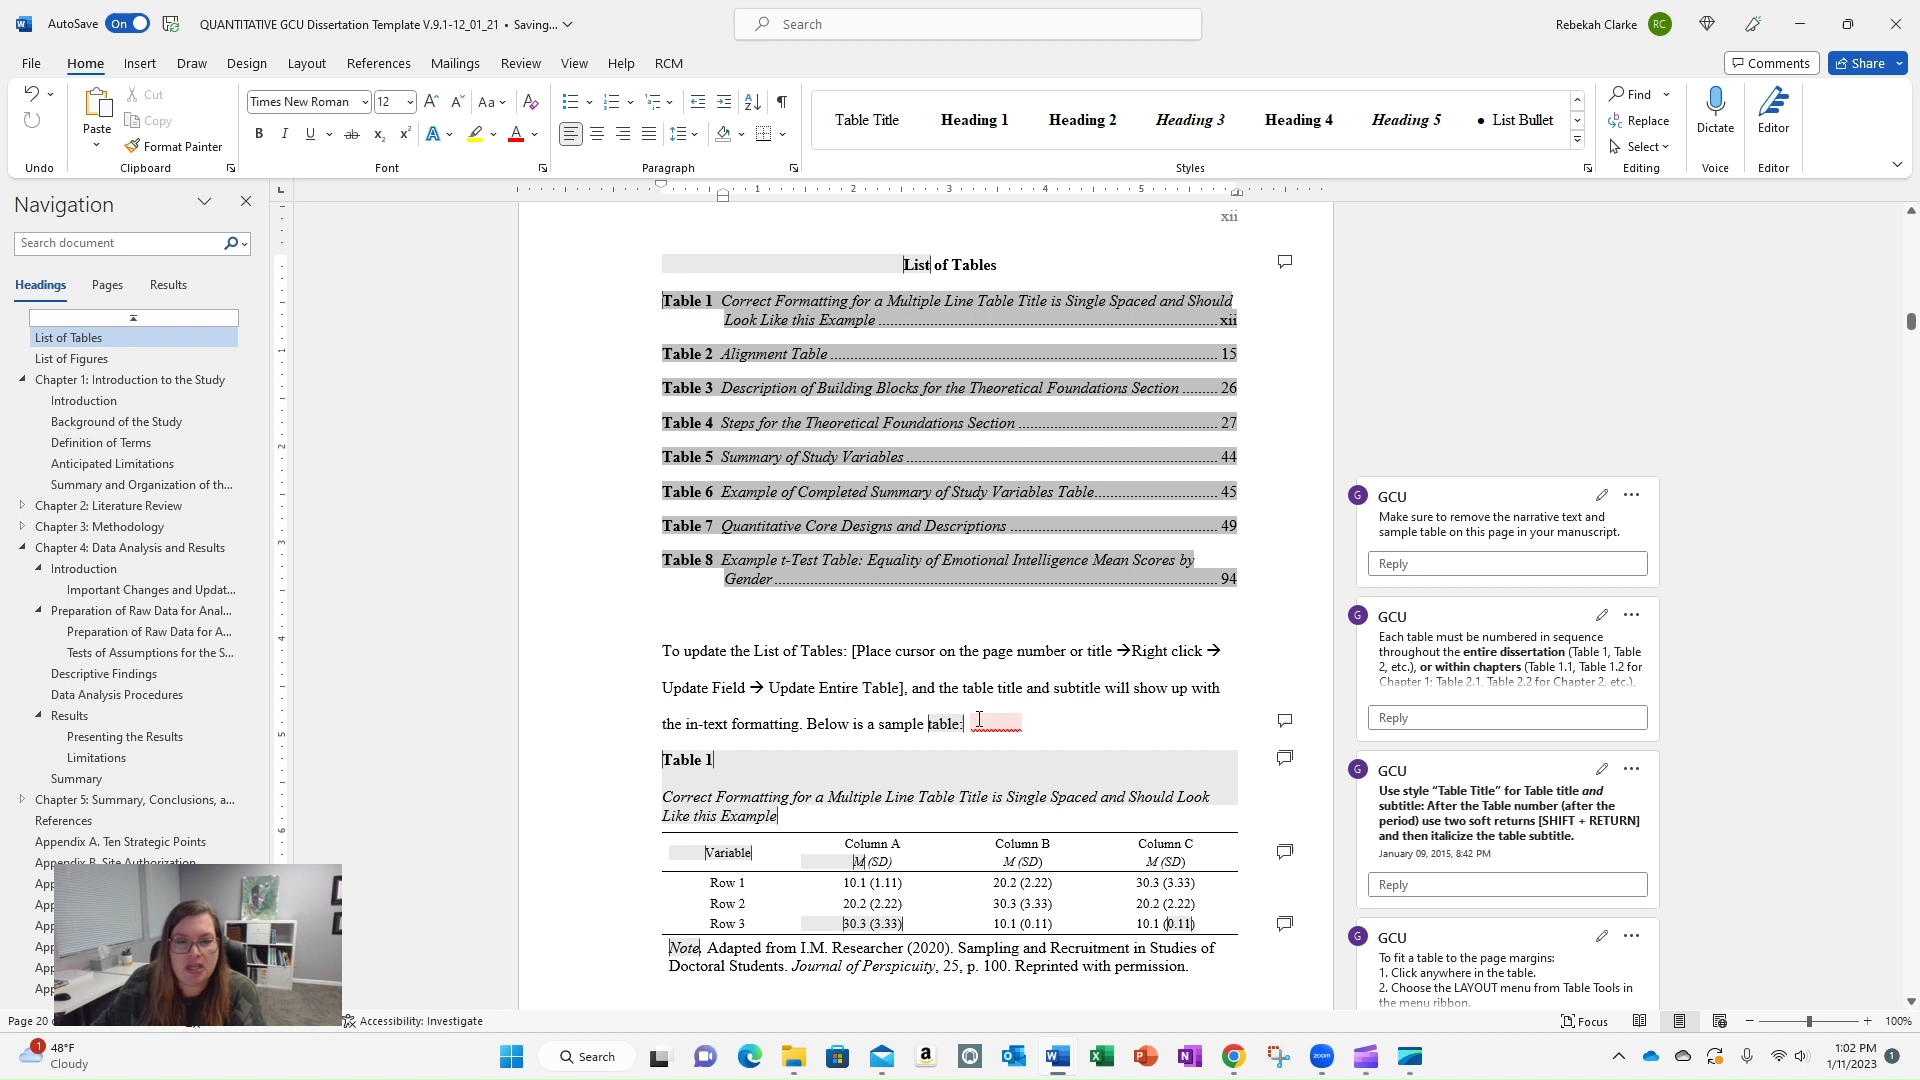 AutoSave On QUANTITATIVE GCU Dissertation Template V.9.1-12_01_21 • Saving... Search Rebekah Clarke RC
File Home Insert Draw Design Layout References Mailings Review View Help RCM Comments Share
Paste Cut Copy Format Painter
Times New Roman 12
Table Title Heading 1 Heading 2 Heading 3 Heading 4 Heading 5 • List Bullet
Find Replace Select Dictate Editor
Undo Clipboard Font Paragraph Styles Editing Voice Editor
Navigation
Search document
Headings Pages Results
List of Tables
List of Figures
Chapter 1: Introduction to the Study
Introduction
Background of the Study
Definition of Terms
Anticipated Limitations
Summary and Organization of th...
Chapter 2: Literature Review
Chapter 3: Methodology
Chapter 4: Data Analysis and Results
Introduction
Important Changes and Updat...
Preparation of Raw Data for Anal...
Preparation of Raw Data for A...
Tests of Assumptions for the S...
Descriptive Findings
Data Analysis Procedures
Results
Presenting the Results
Limitations
Summary
Chapter 5: Summary, Conclusions, a...
References
Appendix A. Ten Strategic Points
Appendix B. Site Authorization
App
App
App
App
App
App
xii
List of Tables
Table 1 Correct Formatting for a Multiple Line Table Title is Single Spaced and Should
Look Like this Example ........ xii
Table 2 Alignment Table ........ 15
Table 3 Description of Building Blocks for the Theoretical Foundations Section ......... 26
Table 4 Steps for the Theoretical Foundations Section ........ 27
Table 5 Summary of Study Variables ........ 44
Table 6 Example of Completed Summary of Study Variables Table........ 45
Table 7 Quantitative Core Designs and Descriptions ........ 49
Table 8 Example t-Test Table: Equality of Emotional Intelligence Mean Scores by
Gender ........ 94
To update the List of Tables: [Place cursor on the page number or title →Right click →
Update Field → Update Entire Table], and the table title and subtitle will show up with
the in-text formatting. Below is a sample table:
Table 1
Correct Formatting for a Multiple Line Table Title is Single Spaced and Should Look
Like this Example
Variable Column A Column B Column C
M (SD) M (SD) M (SD)
Row 1 10.1 (1.11) 20.2 (2.22) 30.3 (3.33)
Row 2 20.2 (2.22) 30.3 (3.33) 20.2 (2.22)
Row 3 30.3 (3.33) 10.1 (0.11) 10.1 (0.11)
Note. Adapted from I.M. Researcher (2020). Sampling and Recruitment in Studies of
Doctoral Students. Journal of Perspicuity, 25, p. 100. Reprinted with permission.
G GCU
Make sure to remove the narrative text and
sample table on this page in your manuscript.
Reply
G GCU
Each table must be numbered in sequence
throughout the entire dissertation (Table 1, Table
2, etc.), or within chapters (Table 1.1, Table 1.2 for
Chapter 1; Table 2.1, Table 2.2 for Chapter 2, etc.).
Reply
G GCU
Use style “Table Title” for Table title and
subtitle: After the Table number (after the
period) use two soft returns [SHIFT + RETURN]
and then italicize the table subtitle.
January 09, 2015, 8:42 PM
Reply
G GCU
To fit a table to the page margins:
1. Click anywhere in the table.
2. Choose the LAYOUT menu from Table Tools in
the menu ribbon.
Page 20 Accessibility: Investigate Focus 100%
48°F
Cloudy
Search
1:02 PM
1/11/2023